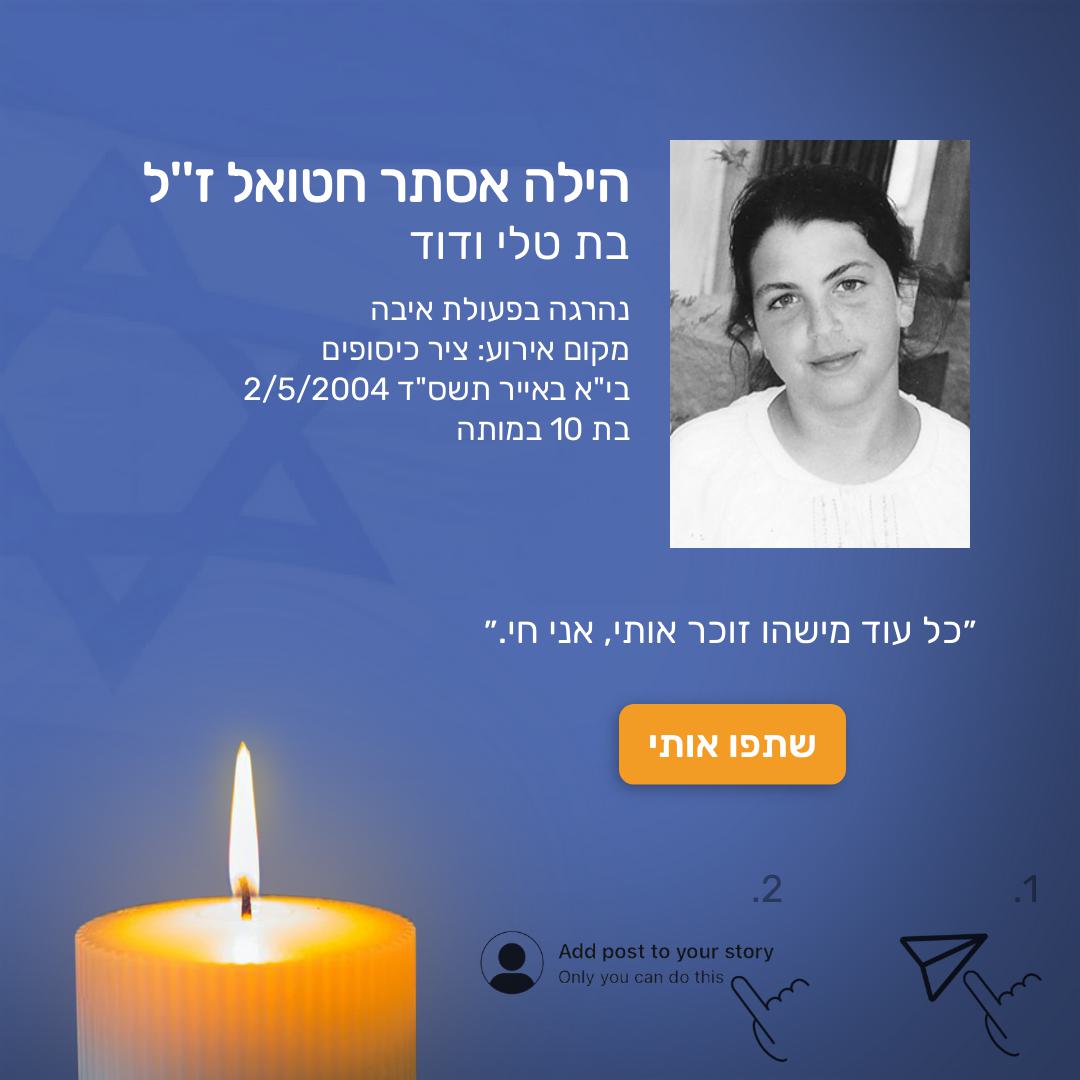 הילה אסתר חטואל ז"ל
בת טלי ודוד
נהרגה בפעולת איבה
מקום אירוע: ציר כיסופים
בי"א באייר תשס"ד 2/5/2004
בת 10 במותה
״כל עוד מישהו זוכר אותי, אני חי.״
שתפו אותי
1.
2.
Add post to your story
Only you can do this